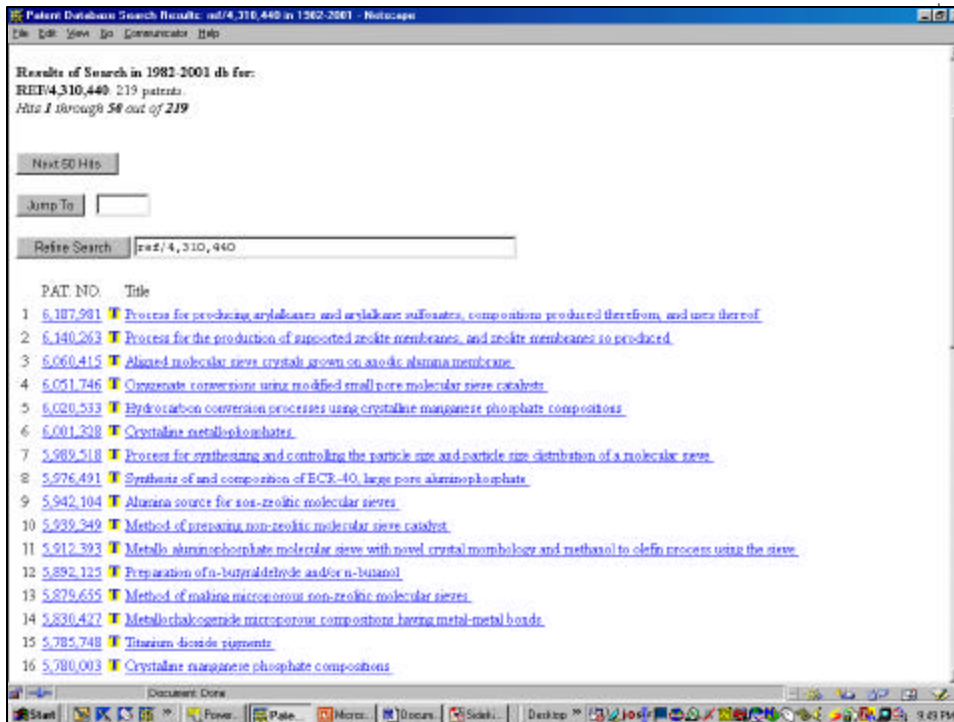 Patent Database Search Results: ref/4,310,440 in 1982-2001 - Netscape
File Edit View Go Communicator Help
Results of Search in 1982-2001 db for:
REF/4,310,440: 219 patents.
Hits 1 through 50 out of 219
Next 50 Hits
Jump To
Refine Search ref/4,310,440
PAT. NO. Title
1 6,187,981 T Process for producing arylalkanes and arylalkane sulfonates, compositions produced therefrom, and uses thereof
2 6,140,263 T Process for the production of supported zeolite membranes, and zeolite membranes so produced
3 6,060,415 T Aligned molecular sieve crystals grown on anodic alumina membrane
4 6,051,746 T Oxygenate conversions using modified small pore molecular sieve catalysts
5 6,020,533 T Hydrocarbon conversion processes using crystalline manganese phosphate compositions
6 6,001,328 T Crystalline metallophosphates
7 5,989,518 T Process for synthesizing and controlling the particle size and particle size distribution of a molecular sieve
8 5,976,491 T Synthesis of and composition of ECR-40, large pore aluminophosphate
9 5,942,104 T Alumina source for non-zeolitic molecular sieves
10 5,939,349 T Method of preparing non-zeolitic molecular sieve catalyst
11 5,912,393 T Metallo aluminophosphate molecular sieve with novel crystal morphology and methanol to olefin process using the sieve
12 5,892,125 T Preparation of n-butyraldehyde and/or n-butanol
13 5,879,655 T Method of making microporous non-zeolitic molecular sieves
14 5,830,427 T Metallochalcogenide microporous compositions having metal-metal bonds
15 5,785,748 T Titanium dioxide pigments
16 5,780,003 T Crystalline manganese phosphate compositions
Document: Done
Start Power... Pate... Micros... Docum... Desktop 9:49 PM